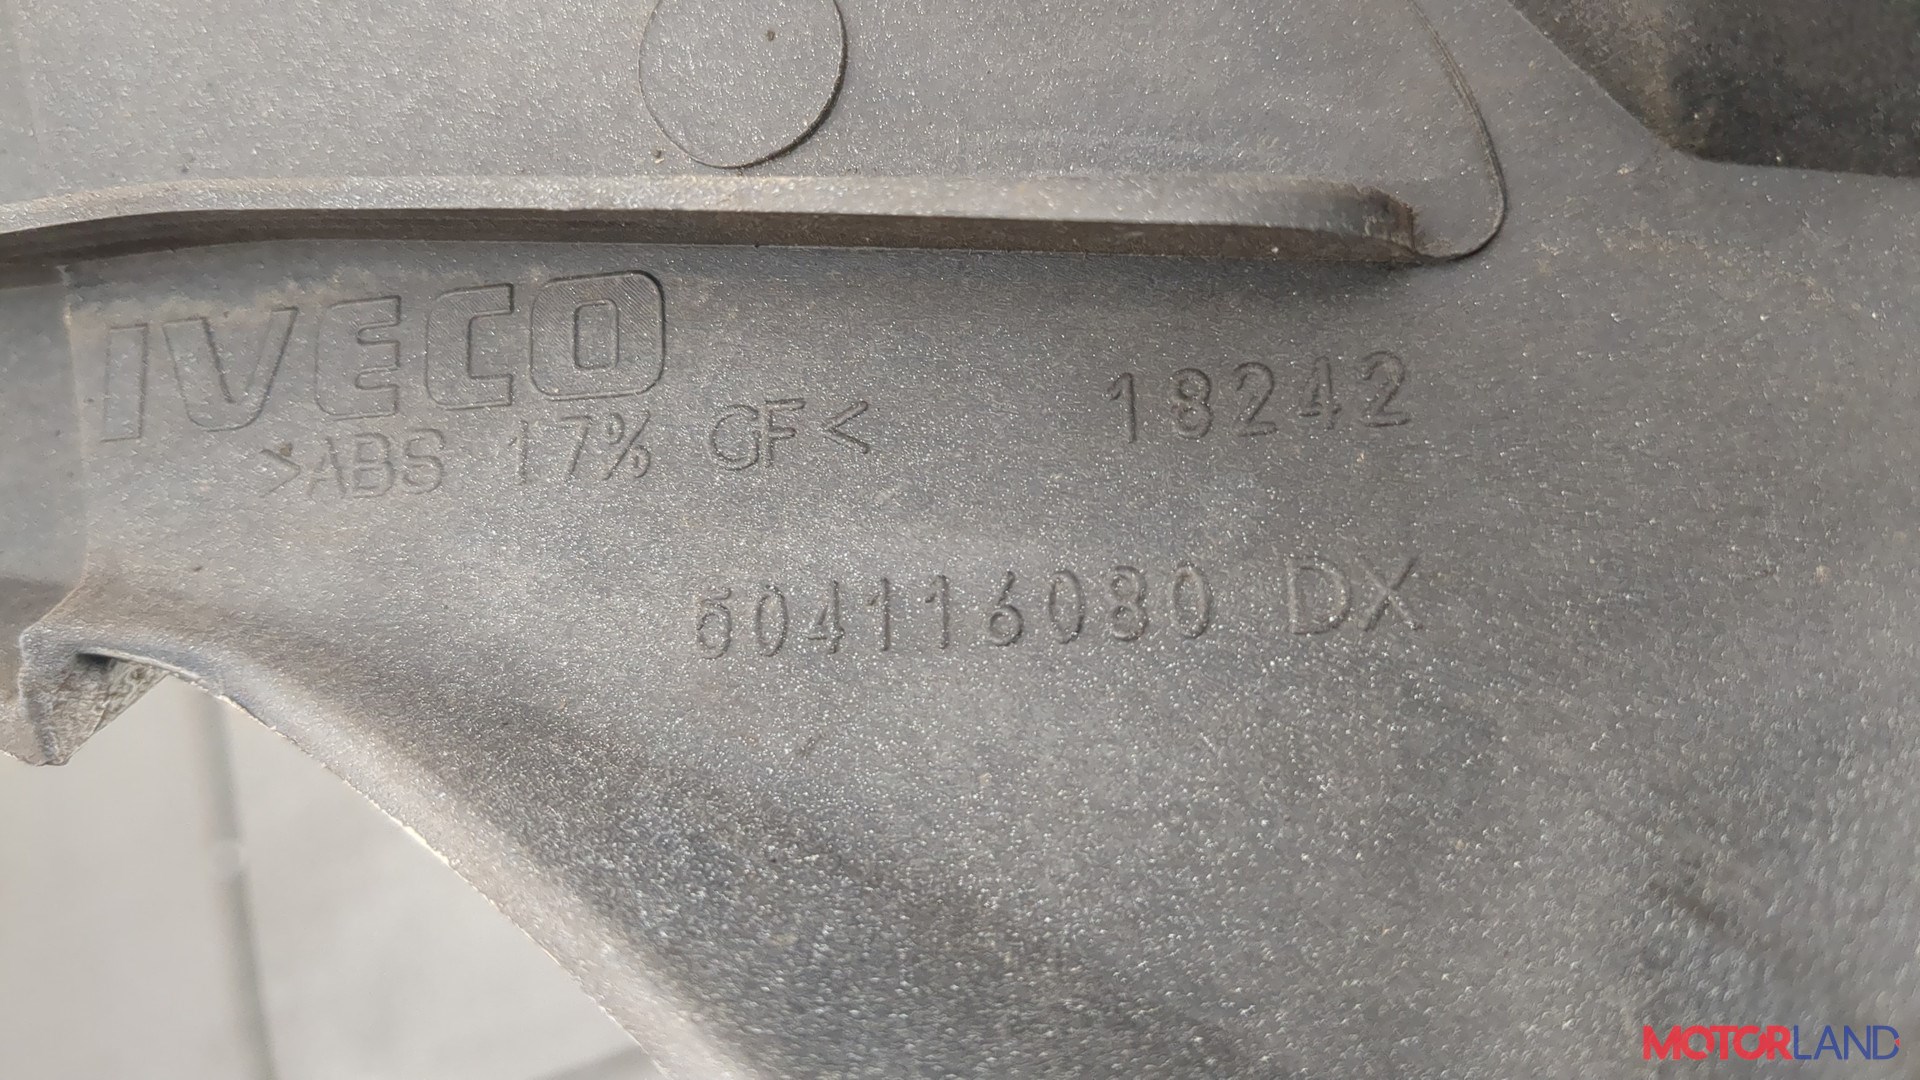 IVECO
>ABS 17% GF< 18242
504116080 DX
MOTORLAND